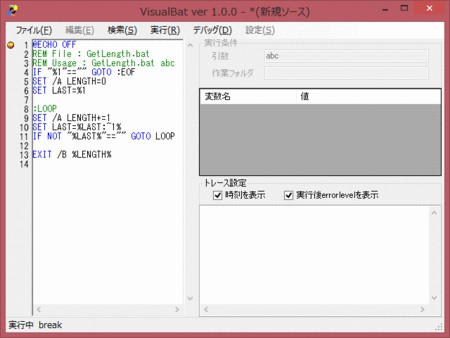 VisualBat ver 1.0.0 - *(新規ソース)
ファイル(F) 編集(E) 検索(S) 実行(R) デバッグ(D) 設定(S)
1 @ECHO OFF
2 REM File : GetLength.bat
3 REM Usage : GetLength.bat abc
4 IF "%1"=="" GOTO :EOF
5 SET /A LENGTH=0
6 SET LAST=%1
7
8 :LOOP
9 SET /A LENGTH+=1
10 SET LAST=%LAST:~1%
11 IF NOT "%LAST%"=="" GOTO LOOP
12
13 EXIT /B %LENGTH%
14
実行条件
引数 abc
作業フォルダ
変数名 値
トレース設定
時刻を表示 実行後errorlevelを表示
実行中 break